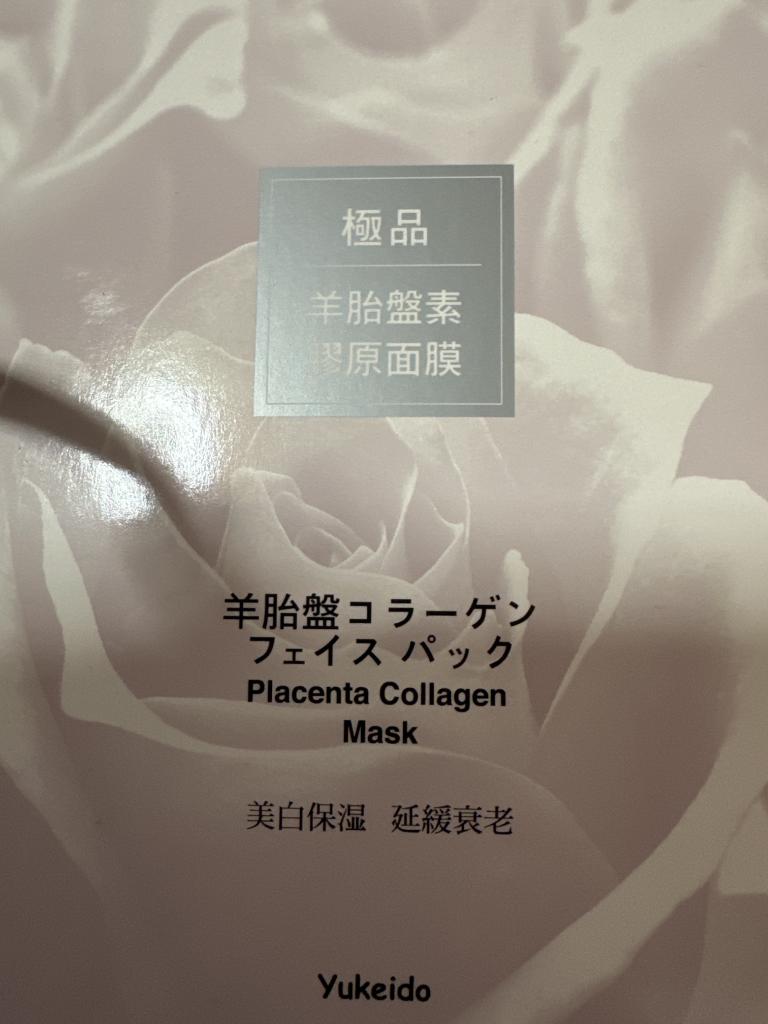 極品
羊胎盤素
膠原面膜
羊胎盤コラーゲン
フェイス パック
Placenta Collagen
Mask
美白保湿 延緩衰老
Yukeido